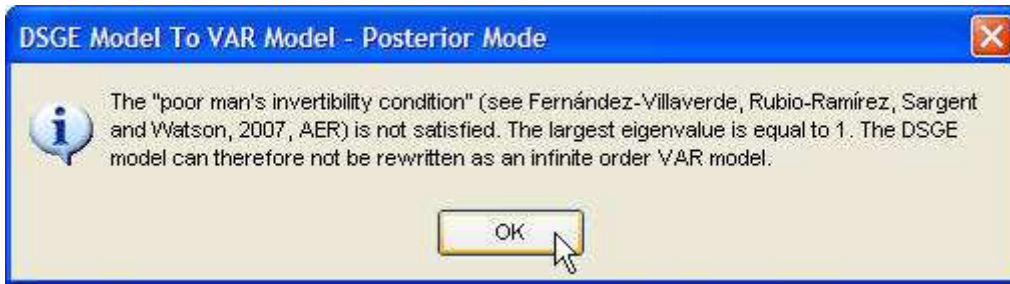 DSGE Model To VAR Model - Posterior Mode
The "poor man's invertibility condition" (see Fernández-Villaverde, Rubio-Ramírez, Sargent
and Watson, 2007, AER) is not satisfied. The largest eigenvalue is equal to 1. The DSGE
model can therefore not be rewritten as an infinite order VAR model.
OK